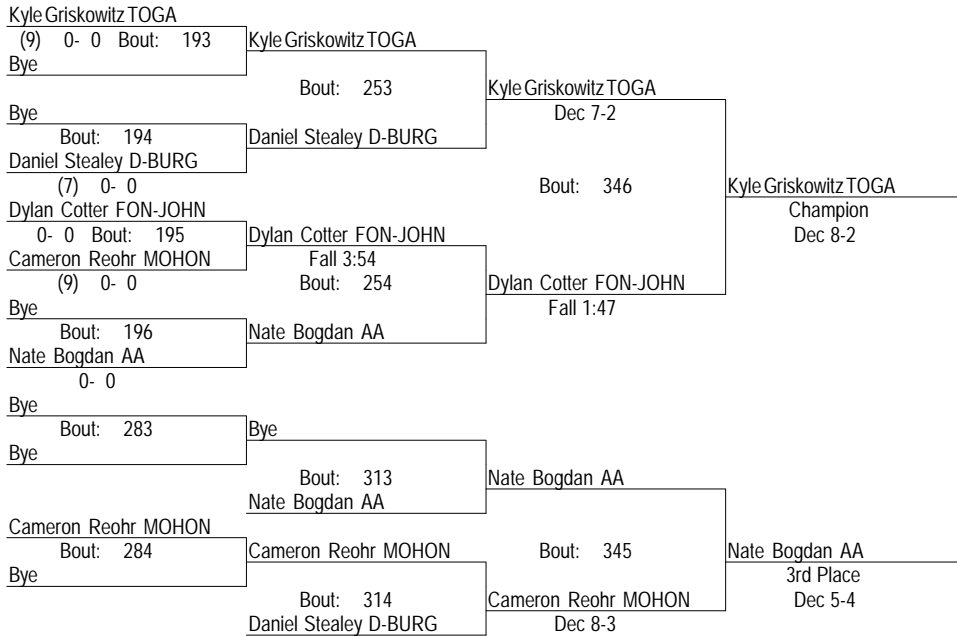 Kyle Griskowitz TOGA
(9) 0- 0 Bout: 193 Kyle Griskowitz TOGA
Bye
Bout: 253 Kyle Griskowitz TOGA
Bye Dec 7-2
Bout: 194 Daniel Stealey D-BURG
Daniel Stealey D-BURG
(7) 0- 0 Bout: 346 Kyle Griskowitz TOGA
Dylan Cotter FON-JOHN Champion
0- 0 Bout: 195 Dylan Cotter FON-JOHN Dec 8-2
Cameron Reohr MOHON Fall 3:54
(9) 0- 0 Bout: 254 Dylan Cotter FON-JOHN
Bye Fall 1:47
Bout: 196 Nate Bogdan AA
Nate Bogdan AA
0- 0
Bye
Bout: 283 Bye
Bye
Bout: 313 Nate Bogdan AA
Nate Bogdan AA
Cameron Reohr MOHON
Bout: 284 Cameron Reohr MOHON Bout: 345 Nate Bogdan AA
Bye 3rd Place
Bout: 314 Cameron Reohr MOHON Dec 5-4
Daniel Stealey D-BURG Dec 8-3